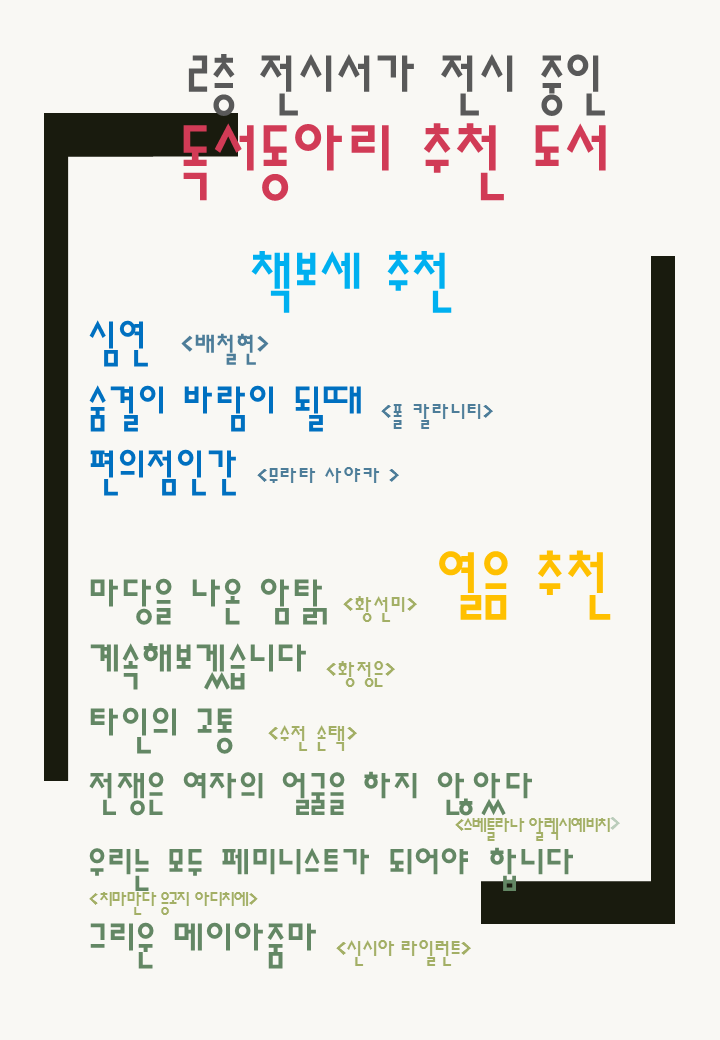 2층 전시서가 전시 중인
독서동아리 추천 도서
책보세 추천
심연 <배철현>
숨결이 바람이 될때 <폴 칼라니티>
편의점인간 <무라타 사야카 >
열음 추천
마당을 나온 암탉 <황선미>
계속해보겠습니다 <황정은>
타인의 고통 <수전 손택>
전쟁은 여자의 얼굴을 하지 않았다
<스베틀라나 알렉시예비치>
우리는 모두 페미니스트가 되어야 합니다
<치마만다 응고지 아디치에>
그리운 메이아줌마 <신시아 라일런트>